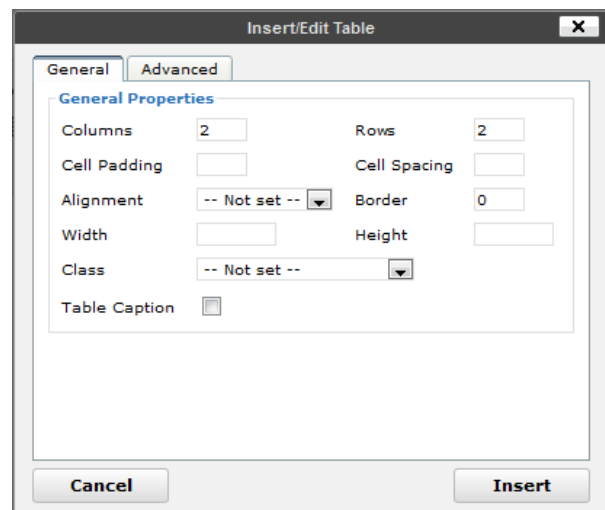 Insert/Edit Table X
General Advanced
General Properties
Columns 2 Rows 2
Cell Padding Cell Spacing
Alignment -- Not set -- Border 0
Width Height
Class -- Not set --
Table Caption
Cancel Insert